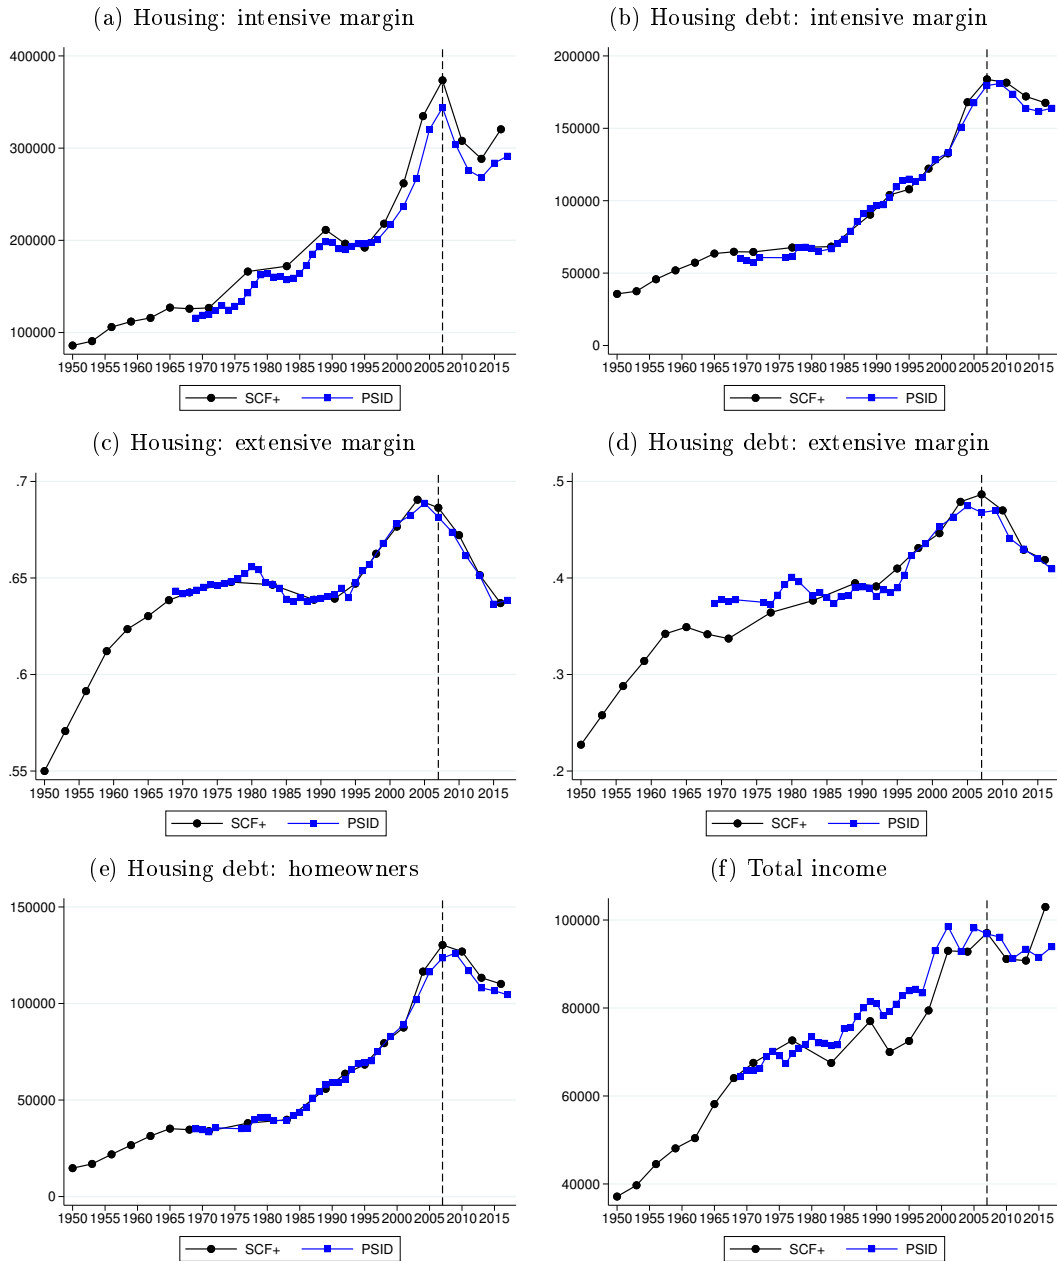 (a) Housing: intensive margin
400000
300000
200000
100000
1950 1955 1960 1965 1970 1975 1980 1985 1990 1995 2000 2005 2010 2015
SCF+ PSID
(b) Housing debt: intensive margin
200000
150000
100000
50000
0
1950 1955 1960 1965 1970 1975 1980 1985 1990 1995 2000 2005 2010 2015
SCF+ PSID
(c) Housing: extensive margin
.7
.65
.6
.55
1950 1955 1960 1965 1970 1975 1980 1985 1990 1995 2000 2005 2010 2015
SCF+ PSID
(d) Housing debt: extensive margin
.5
.4
.3
.2
1950 1955 1960 1965 1970 1975 1980 1985 1990 1995 2000 2005 2010 2015
SCF+ PSID
(e) Housing debt: homeowners
150000
100000
50000
0
1950 1955 1960 1965 1970 1975 1980 1985 1990 1995 2000 2005 2010 2015
SCF+ PSID
(f) Total income
100000
80000
60000
40000
1950 1955 1960 1965 1970 1975 1980 1985 1990 1995 2000 2005 2010 2015
SCF+ PSID